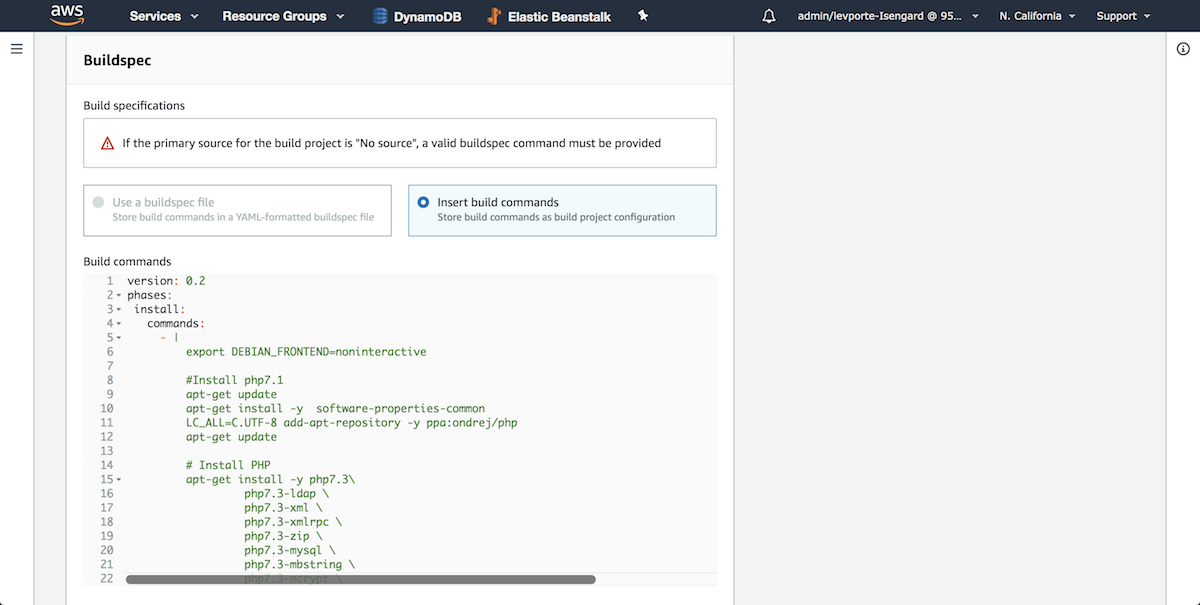 aws Services Resource Groups DynamoDB Elastic Beanstalk admin/levporte-Isengard @ 95... N. California Support
Buildspec
Build specifications
If the primary source for the build project is "No source", a valid buildspec command must be provided
Use a buildspec file
Store build commands in a YAML-formatted buildspec file
Insert build commands
Store build commands as build project configuration
Build commands
1 version: 0.2
2 phases:
3 install:
4 commands:
5 - |
6 export DEBIAN_FRONTEND=noninteractive
7
8 #Install php7.1
9 apt-get update
10 apt-get install -y  software-properties-common
11 LC_ALL=C.UTF-8 add-apt-repository -y ppa:ondrej/php
12 apt-get update
13
14 # Install PHP
15 apt-get install -y php7.3\
16 php7.3-ldap \
17 php7.3-xml \
18 php7.3-xmlrpc \
19 php7.3-zip \
20 php7.3-mysql \
21 php7.3-mbstring \
22 php7.3-mcrypt \